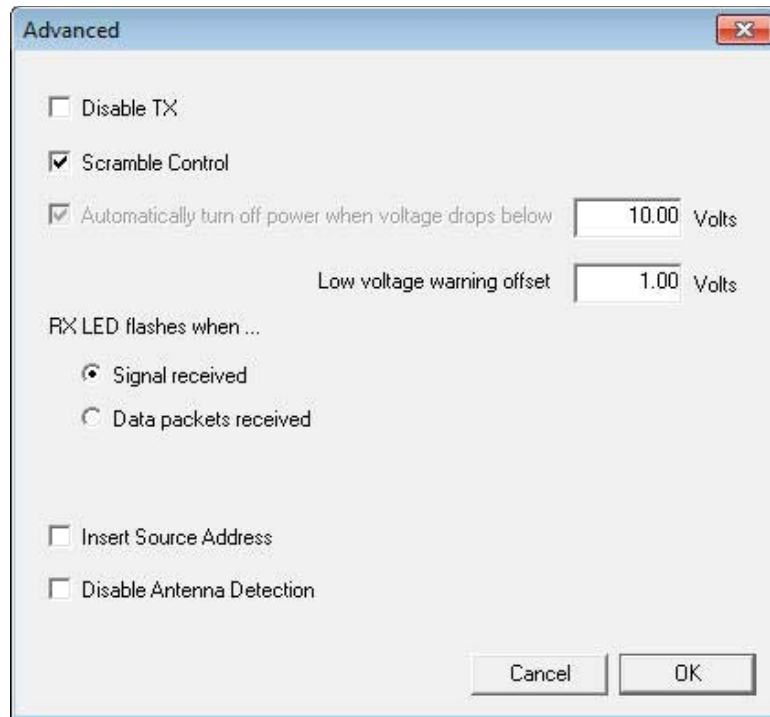 Advanced
Disable TX
Scramble Control
Automatically turn off power when voltage drops below 10.00 Volts
Low voltage warning offset 1.00 Volts
RX LED flashes when ...
Signal received
Data packets received
Insert Source Address
Disable Antenna Detection
Cancel OK